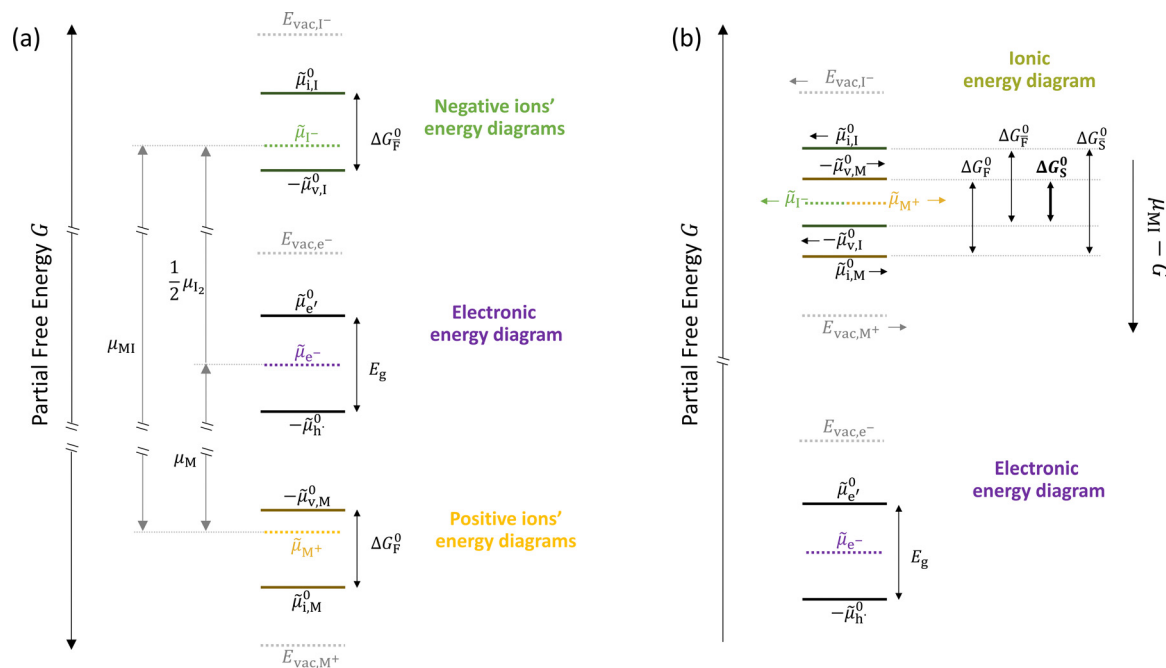 (a)
Partial Free Energy G
E_vac,I⁻
μ̃⁰_i,I
μ̃_I⁻
−μ̃⁰_v,I
ΔG⁰_F̄
Negative ions'
energy diagrams
E_vac,e⁻
½ μ_I₂
μ̃⁰_e′
μ̃_e⁻
E_g
−μ̃⁰_h·
Electronic
energy diagram
μ_MI
μ_M
−μ̃⁰_v,M
μ̃_M⁺
ΔG⁰_F
μ̃⁰_i,M
E_vac,M⁺
Positive ions'
energy diagrams
(b)
Partial Free Energy G
Ionic
energy diagram
E_vac,I⁻
μ̃⁰_i,I
−μ̃⁰_v,M
μ̃_I⁻ μ̃_M⁺
−μ̃⁰_v,I
μ̃⁰_i,M
E_vac,M⁺
ΔG⁰_F
ΔG⁰_F̄
ΔG⁰_S
ΔG⁰_S
μ_MI − G
E_vac,e⁻
μ̃⁰_e′
μ̃_e⁻
E_g
−μ̃⁰_h·
Electronic
energy diagram